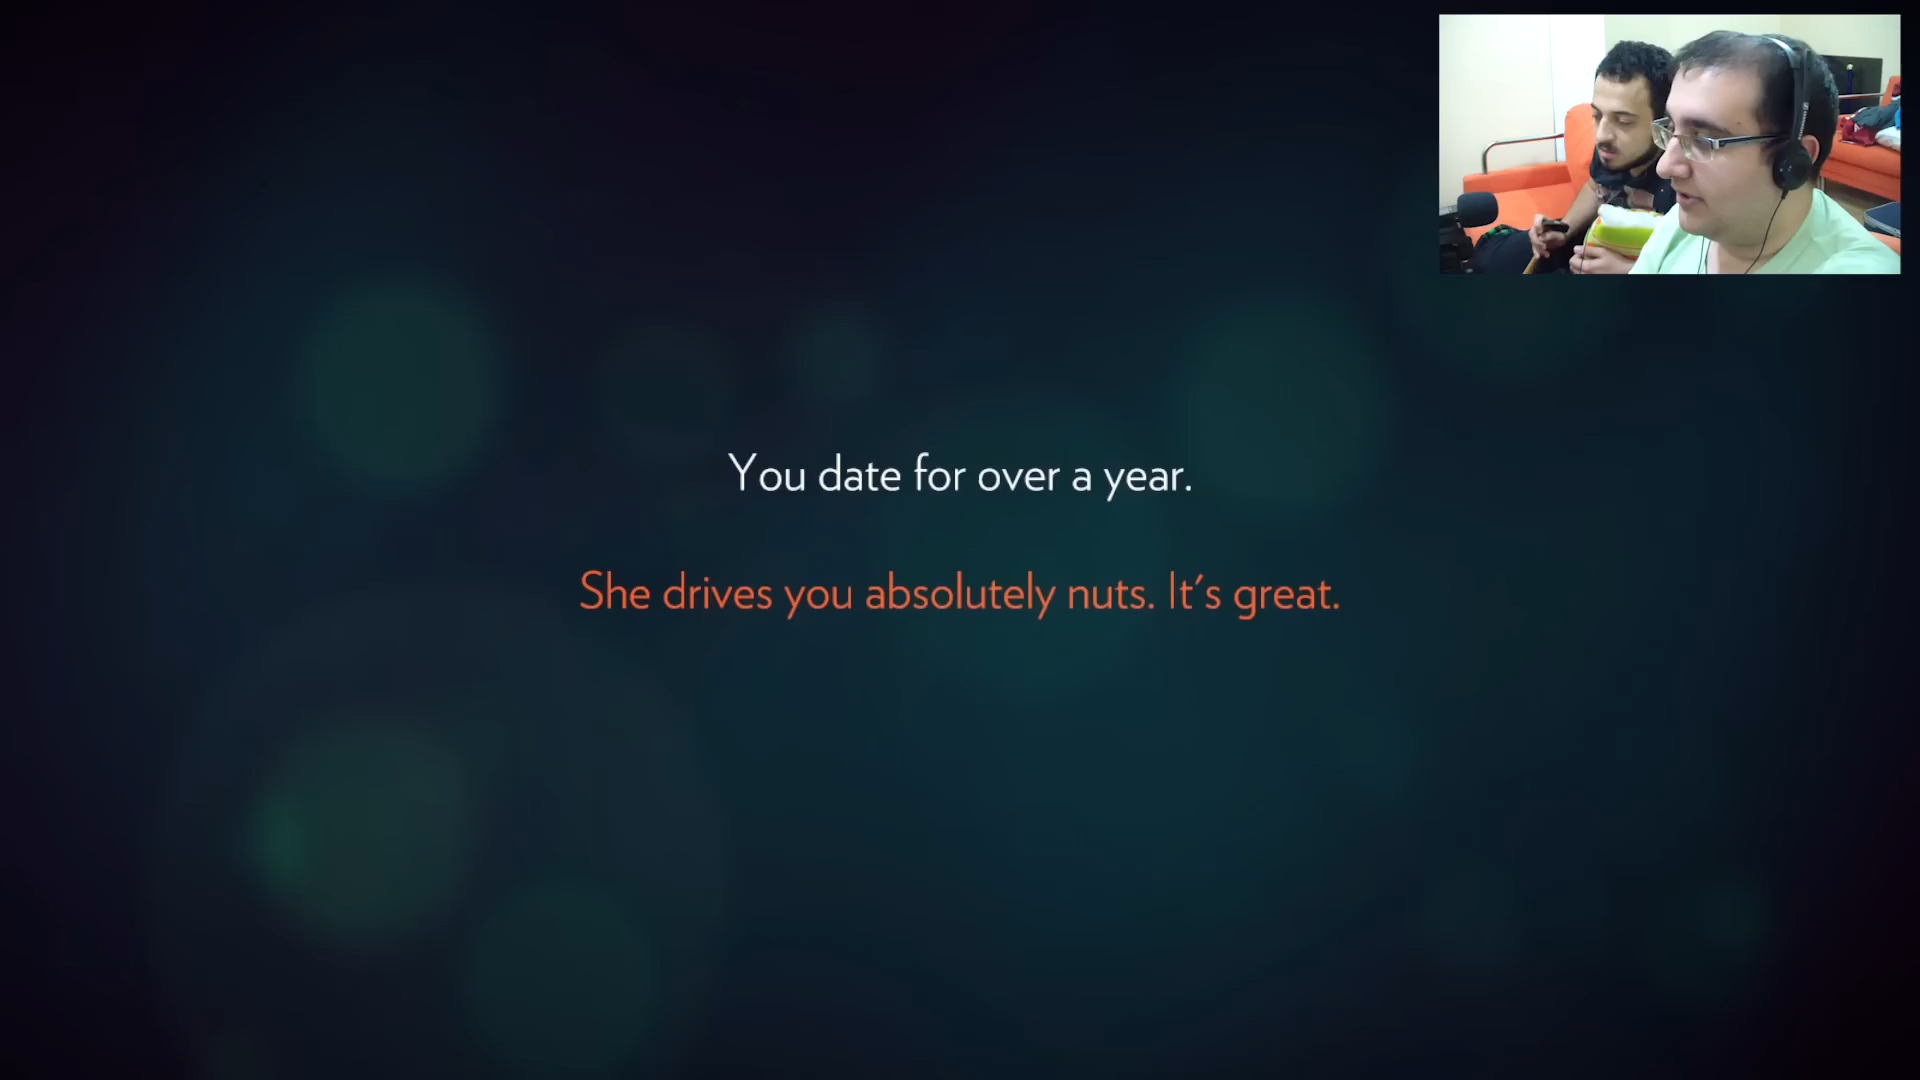 You date for over a year.
She drives you absolutely nuts. It's great.